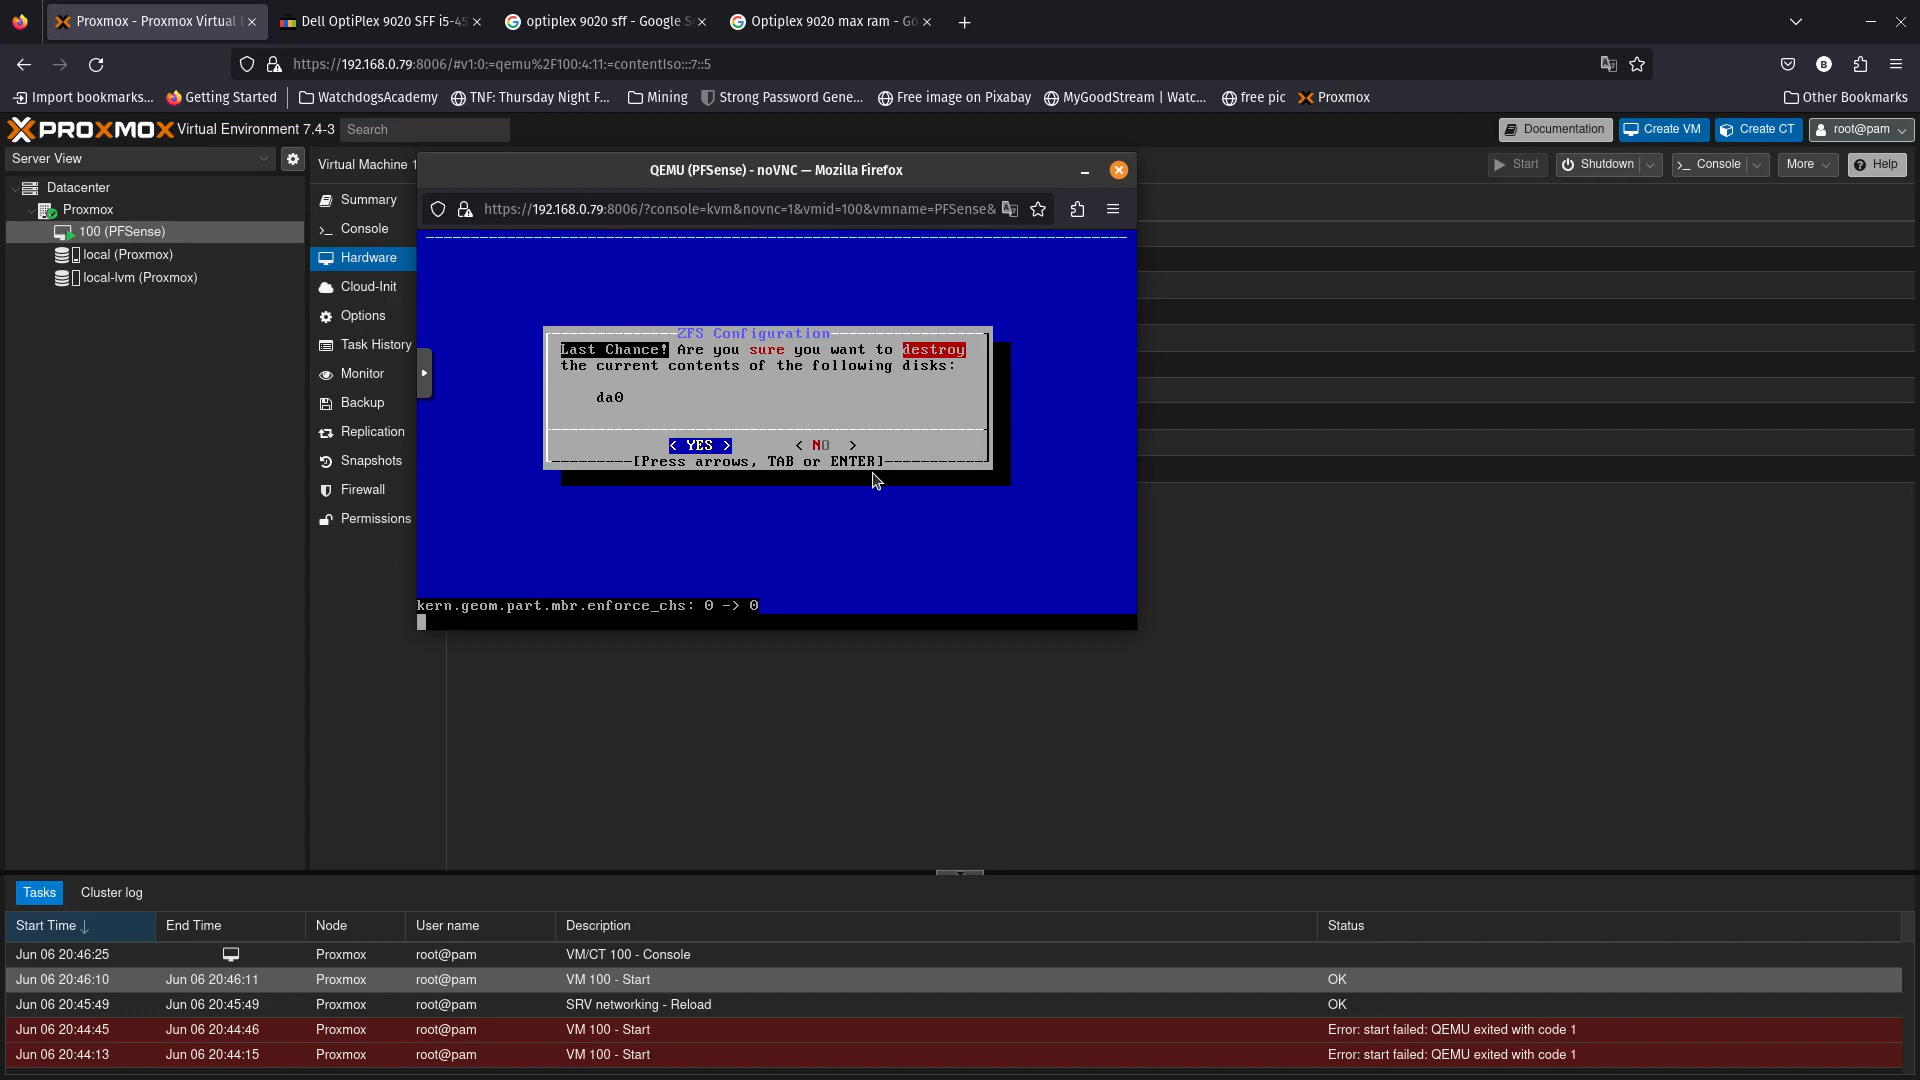 Proxmox - Proxmox Virtual
Dell OptiPlex 9020 SFF i5-45
optiplex 9020 sff - Google S
Optiplex 9020 max ram - Go
https://192.168.0.79:8006/#v1:0:=qemu%2F100:4:11:=contentIso:::7::5
Import bookmarks...
Getting Started
WatchdogsAcademy
TNF: Thursday Night F...
Mining
Strong Password Gene...
Free image on Pixabay
MyGoodStream | Watc...
free pic
Proxmox
Other Bookmarks
PROXMOX Virtual Environment 7.4-3
Search
Documentation
Create VM
Create CT
root@pam
Server View
Virtual Machine 1
Start
Shutdown
Console
More
Help
Datacenter
Proxmox
100 (PFSense)
local (Proxmox)
local-lvm (Proxmox)
Summary
Console
Hardware
Cloud-Init
Options
Task History
Monitor
Backup
Replication
Snapshots
Firewall
Permissions
QEMU (PFSense) - noVNC — Mozilla Firefox
https://192.168.0.79:8006/?console=kvm&novnc=1&vmid=100&vmname=PFSense&
ZFS Configuration
Last Chance! Are you sure you want to destroy
the current contents of the following disks:
da0
< YES > < NO >
[Press arrows, TAB or ENTER]
kern.geom.part.mbr.enforce_chs: 0 -> 0
Tasks
Cluster log
Start Time End Time Node User name Description Status
Jun 06 20:46:25 Proxmox root@pam VM/CT 100 - Console
Jun 06 20:46:10 Jun 06 20:46:11 Proxmox root@pam VM 100 - Start OK
Jun 06 20:45:49 Jun 06 20:45:49 Proxmox root@pam SRV networking - Reload OK
Jun 06 20:44:45 Jun 06 20:44:46 Proxmox root@pam VM 100 - Start Error: start failed: QEMU exited with code 1
Jun 06 20:44:13 Jun 06 20:44:15 Proxmox root@pam VM 100 - Start Error: start failed: QEMU exited with code 1